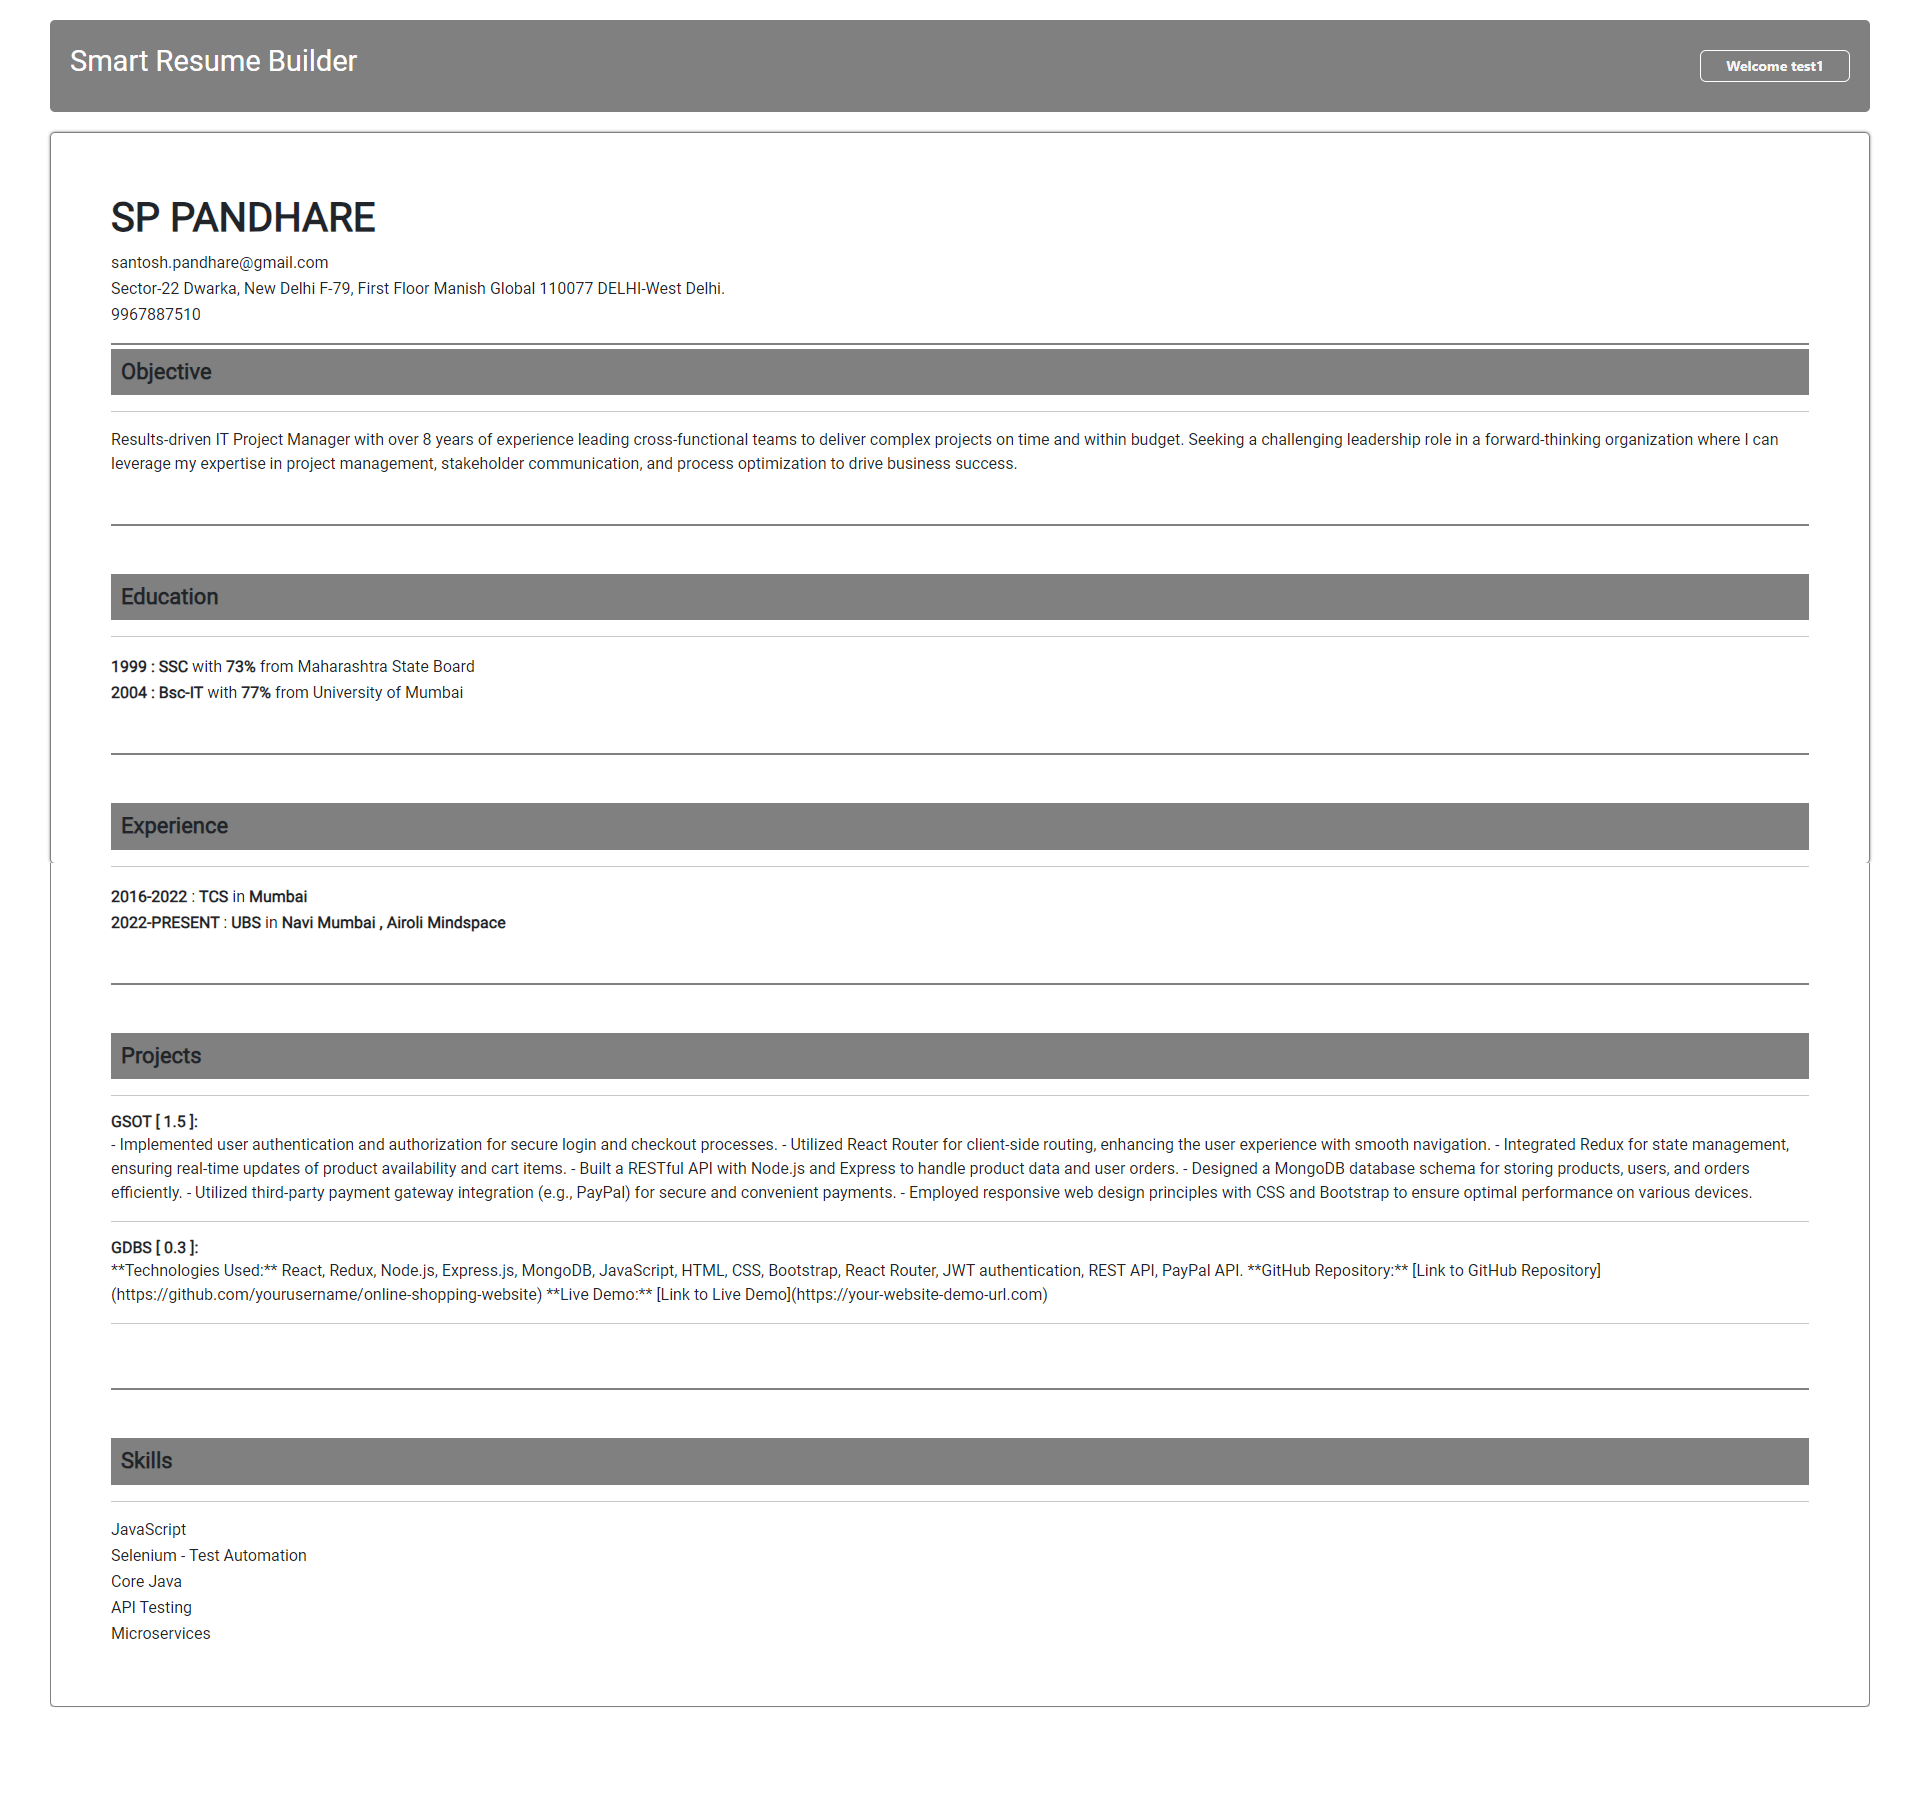 Smart Resume Builder
Welcome test1
SP PANDHARE
santosh.pandhare@gmail.com
Sector-22 Dwarka, New Delhi F-79, First Floor Manish Global 110077 DELHI-West Delhi.
9967887510
Objective
Results-driven IT Project Manager with over 8 years of experience leading cross-functional teams to deliver complex projects on time and within budget. Seeking a challenging leadership role in a forward-thinking organization where I can
leverage my expertise in project management, stakeholder communication, and process optimization to drive business success.
Education
1999 : SSC with 73% from Maharashtra State Board
2004 : Bsc-IT with 77% from University of Mumbai
Experience
2016-2022 : TCS in Mumbai
2022-PRESENT : UBS in Navi Mumbai , Airoli Mindspace
Projects
GSOT [ 1.5 ]:
- Implemented user authentication and authorization for secure login and checkout processes. - Utilized React Router for client-side routing, enhancing the user experience with smooth navigation. - Integrated Redux for state management,
ensuring real-time updates of product availability and cart items. - Built a RESTful API with Node.js and Express to handle product data and user orders. - Designed a MongoDB database schema for storing products, users, and orders
efficiently. - Utilized third-party payment gateway integration (e.g., PayPal) for secure and convenient payments. - Employed responsive web design principles with CSS and Bootstrap to ensure optimal performance on various devices.
GDBS [ 0.3 ]:
**Technologies Used:** React, Redux, Node.js, Express.js, MongoDB, JavaScript, HTML, CSS, Bootstrap, React Router, JWT authentication, REST API, PayPal API. **GitHub Repository:** [Link to GitHub Repository]
(https://github.com/yourusername/online-shopping-website) **Live Demo:** [Link to Live Demo](https://your-website-demo-url.com)
Skills
JavaScript
Selenium - Test Automation
Core Java
API Testing
Microservices